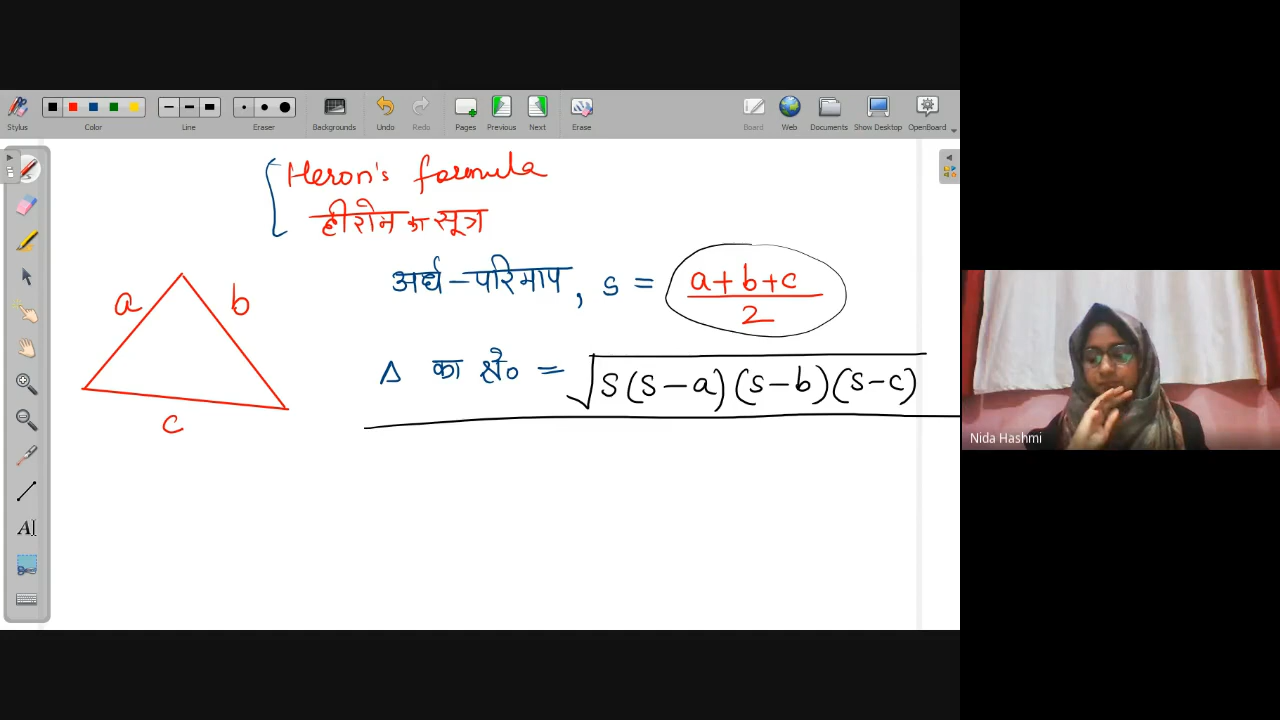 Stylus
Color
Line
Eraser
Backgrounds
Undo
Redo
Pages
Previous
Next
Erase
Board
Web
Documents
Show Desktop
OpenBoard
Heron's formula
हीरोन का सूत्र
अर्ध-परिमाप, s = a+b+c
2
a
b
c
Δ का क्षे० = √s(s-a)(s-b)(s-c)
Nida Hashmi